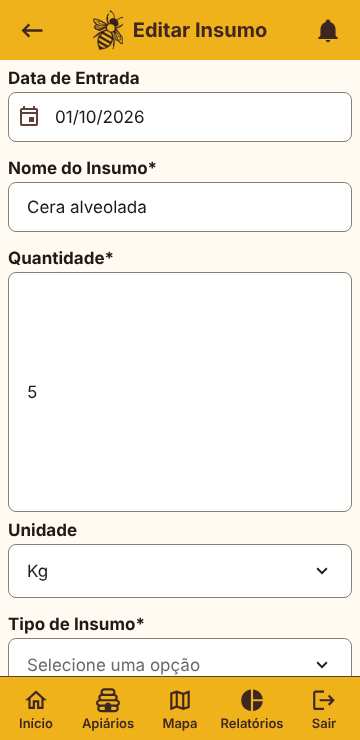 Editar Insumo
Data de Entrada
01/10/2026
Nome do Insumo*
Cera alveolada
Quantidade*
5
Unidade
Kg
Tipo de Insumo*
Selecione uma opção
Início Apiários Mapa Relatórios Sair